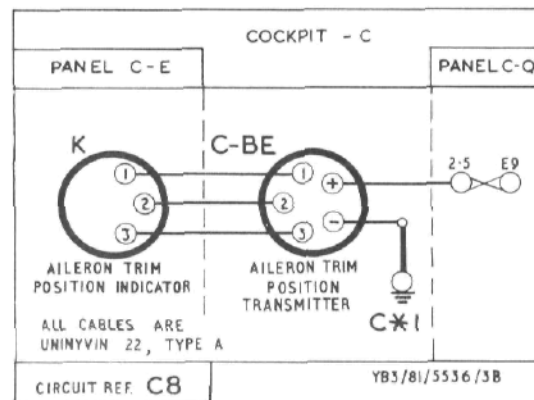 COCKPIT - C
PANEL C-E
PANEL C-Q
K
C-BE
1
1
+
2
2
3
3
-
2·5
E9
AILERON TRIM
POSITION INDICATOR
AILERON TRIM
POSITION
TRANSMITTER
C*1
ALL CABLES ARE
UNINYVIN 22, TYPE A
CIRCUIT REF. C8
YB3/81/5536/3B